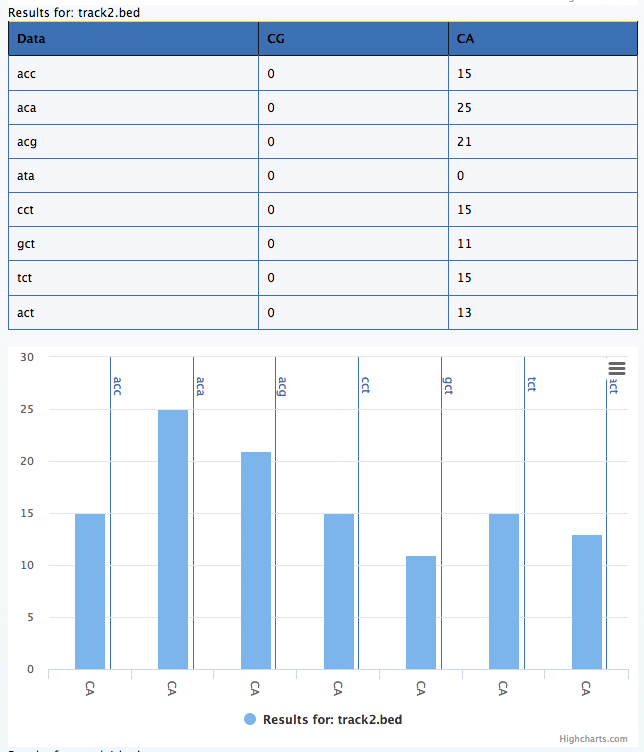 Results for: track2.bed
Data CG CA
acc 0 15
aca 0 25
acg 0 21
ata 0 0
cct 0 15
gct 0 11
tct 0 15
act 0 13
30
25
20
15
10
5
0
acc aca acg cct gct tct act
CA CA CA CA CA CA CA
Results for: track2.bed
Highcharts.com